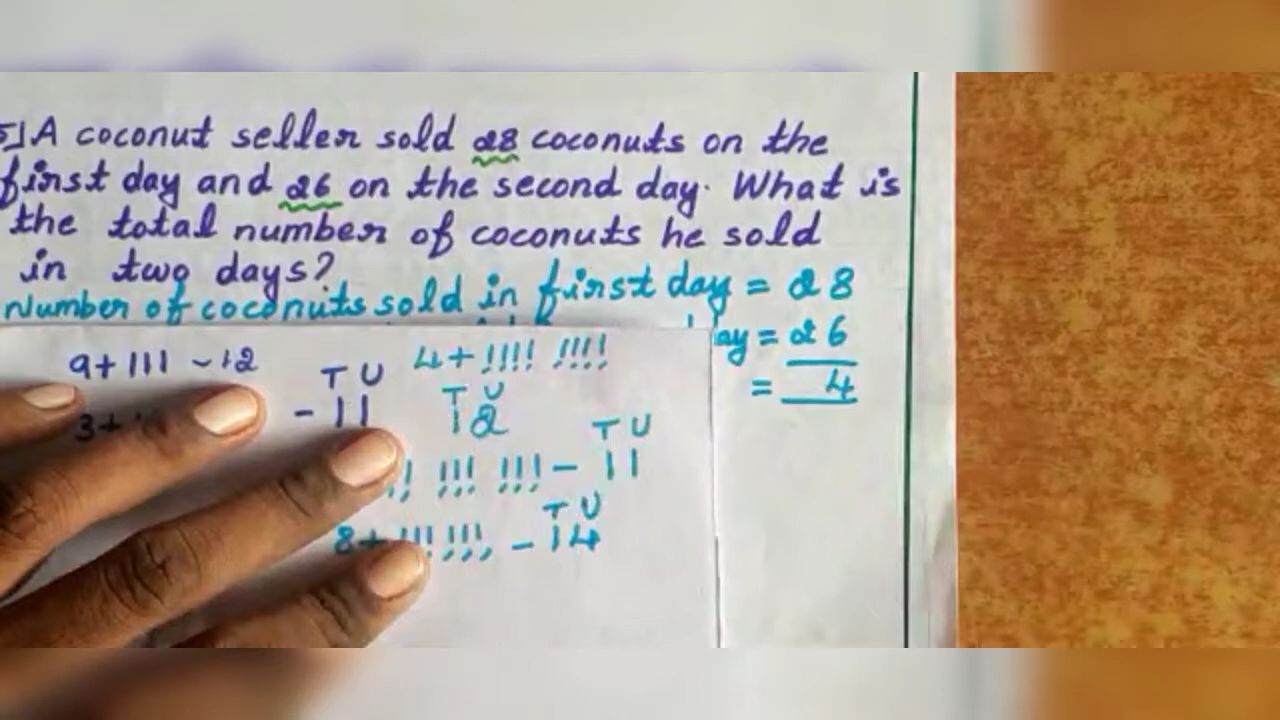 5] A coconut seller sold 28 coconuts on the
first day and 26 on the second day. What is
the total number of coconuts he sold
in two days?
Number of coconuts sold in first day = 28
ay = 26
= 4
9+111 - 12
T U
- 11
4+!!!! !!!!
T U
12
3+
T U
!!! !!! - 11
T U
8+!!! !!! - 14